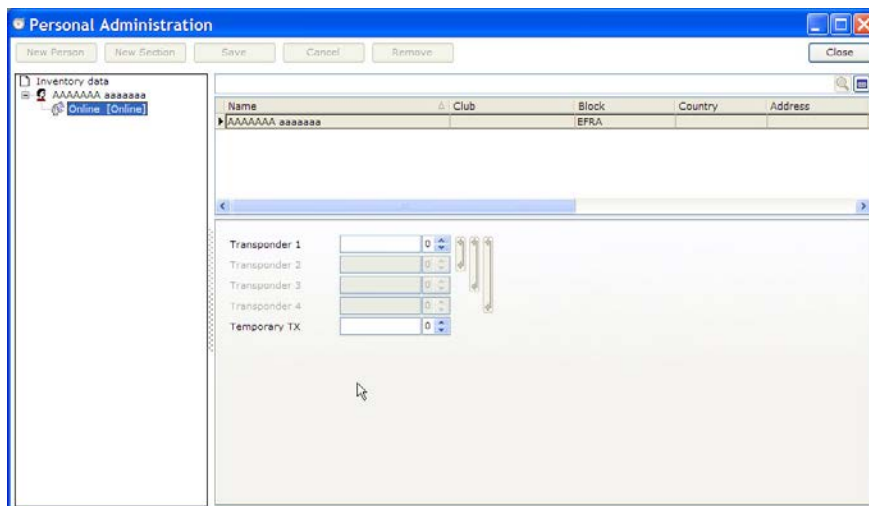 Personal Administration
New Person New Section Save Cancel Remove Close
Inventory data
AAAAAAA aaaaaaa
Online [Online]
Name Club Block Country Address
AAAAAAA aaaaaaa EFRA
Transponder 1 0
Transponder 2 0
Transponder 3 0
Transponder 4 0
Temporary TX 0